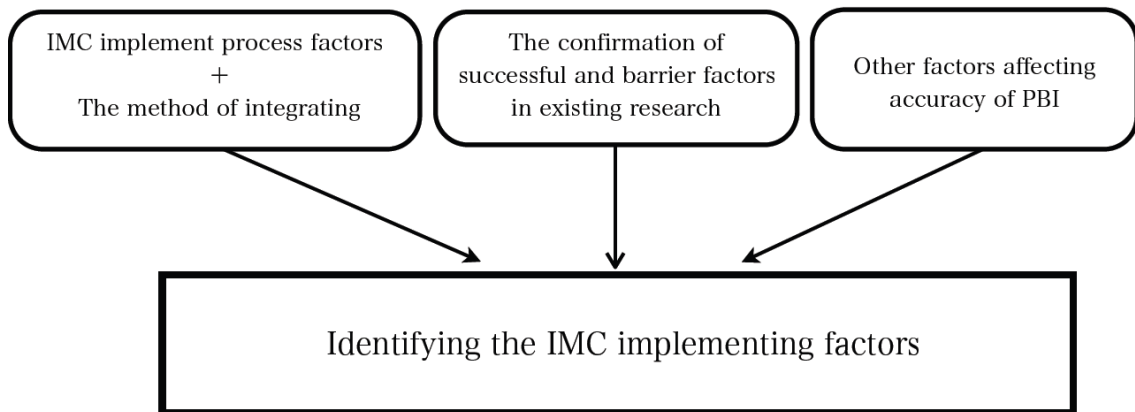 IMC implement process factors
+
The method of integrating
The confirmation of
successful and barrier factors
in existing research
Other factors affecting
accuracy of PBI
Identifying the IMC implementing factors